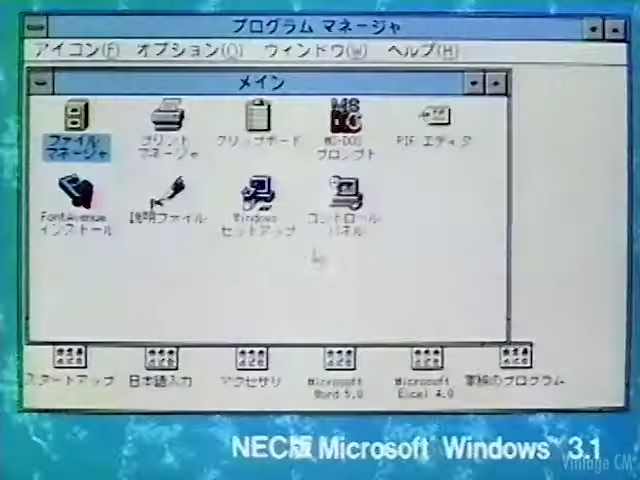 プログラム マネージャ
アイコン(F) オプション(O) ウィンドウ(W) ヘルプ(H)
メイン
ファイル マネージャ
プリント マネージャ
クリップボード
MS-DOS プロンプト
PIF エディタ
FontAvenue インストール
説明ファイル
Windows セットアップ
コントロール パネル
スタートアップ
日本語入力
アクセサリ
Microsoft Word 5.0
Microsoft Excel 4.0
のプログラム
NEC版 Microsoft Windows 3.1
Vintage CM